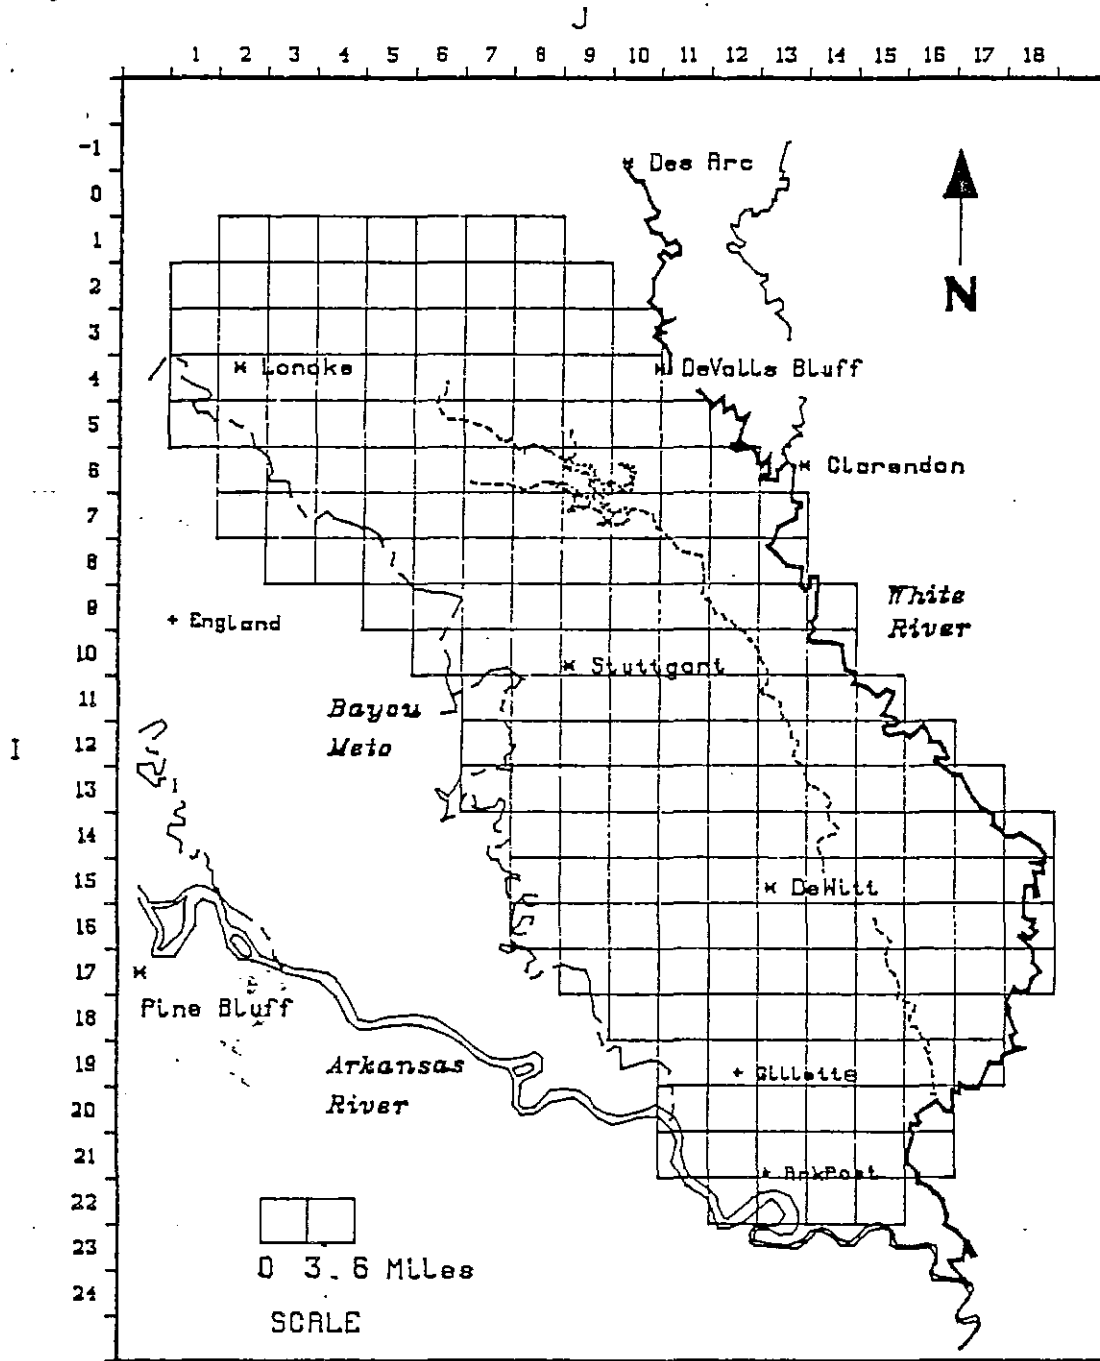 J
1 2 3 4 5 6 7 8 9 10 11 12 13 14 15 16 17 18
-1
Des Arc
0
1
2
N
3
4
Lonoke
DeValls Bluff
5
6
Clarendon
7
8
9
England
White
River
10
Stuttgart
11
Bayou
Meto
12
I
13
14
15
DeWitt
16
17
Pine Bluff
18
19
Arkansas
River
Gillette
20
21
ArkPost
22
23
0 3.6 Miles
24
SCALE